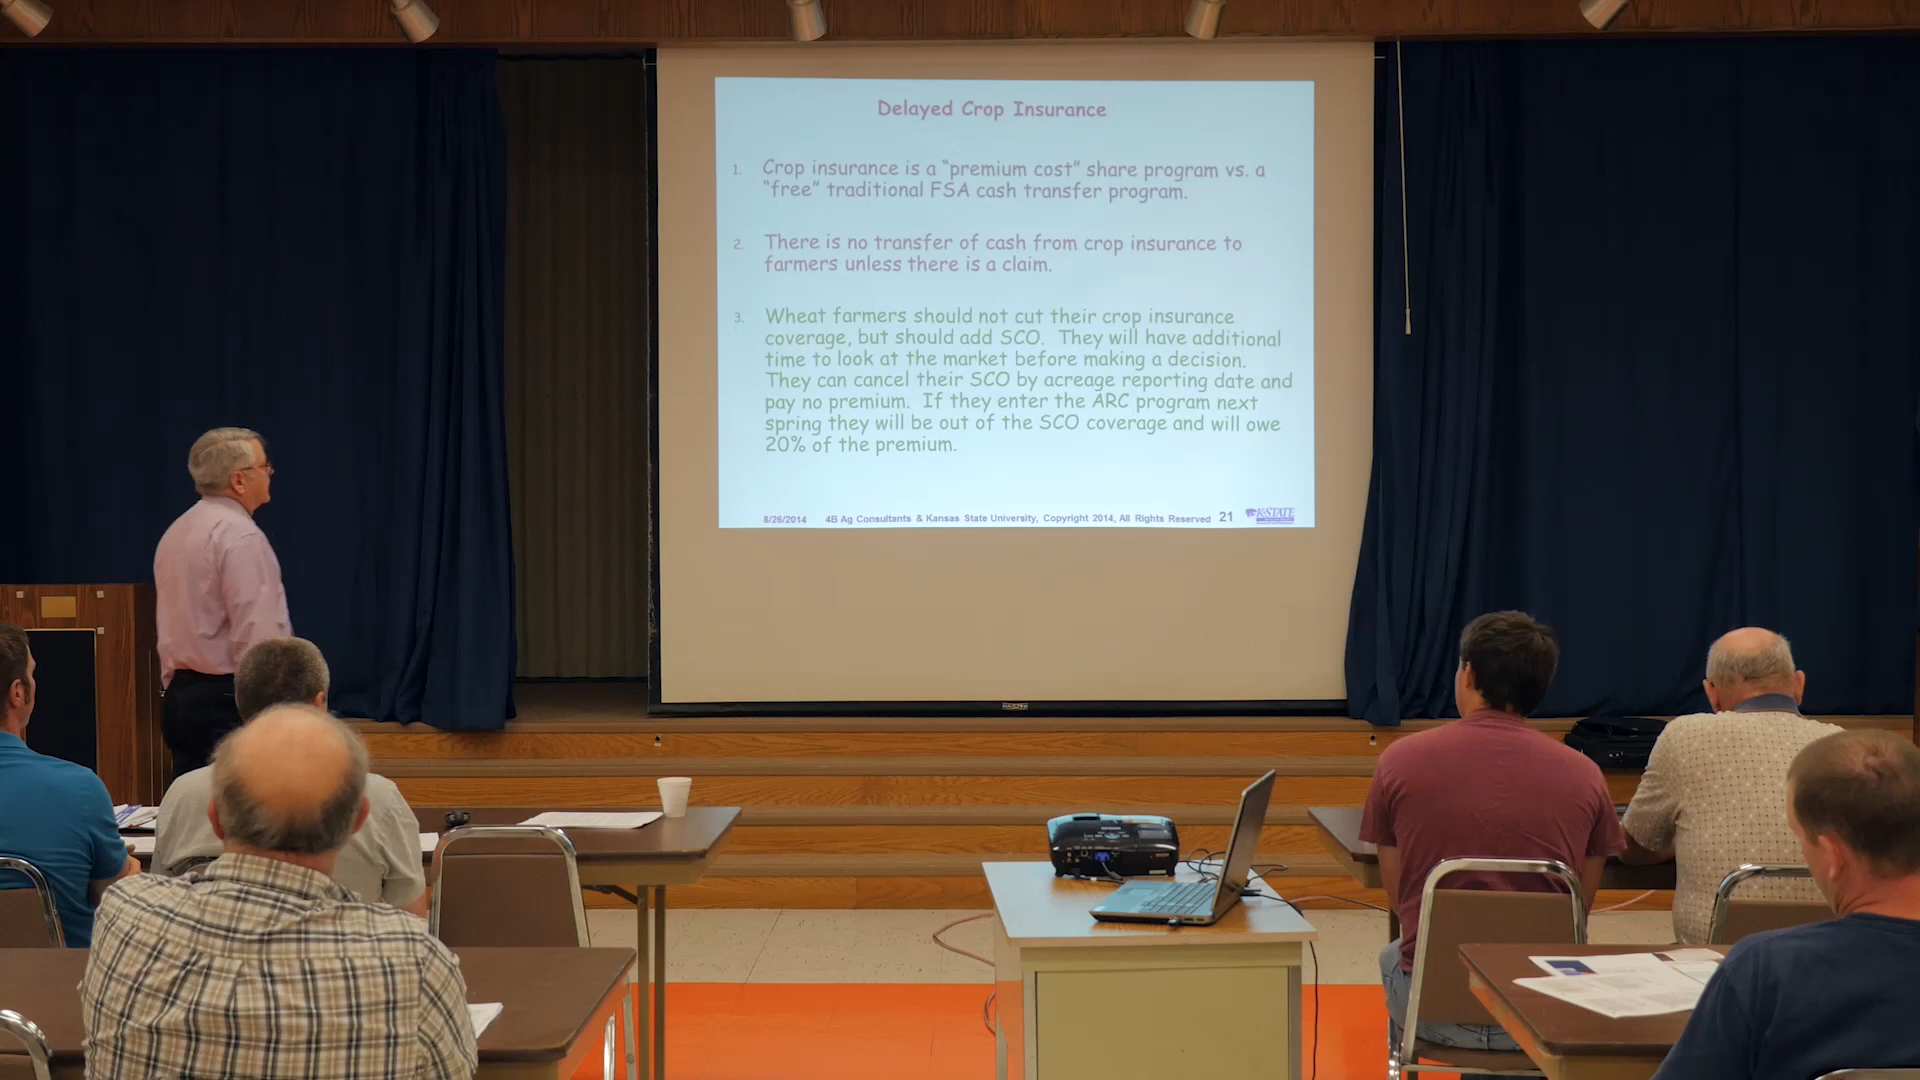 Delayed Crop Insurance
1. Crop insurance is a “premium cost” share program vs. a
“free” traditional FSA cash transfer program.
2. There is no transfer of cash from crop insurance to
farmers unless there is a claim.
3. Wheat farmers should not cut their crop insurance
coverage, but should add SCO. They will have additional
time to look at the market before making a decision.
They can cancel their SCO by acreage reporting date and
pay no premium. If they enter the ARC program next
spring they will be out of the SCO coverage and will owe
20% of the premium.
8/26/2014 4B Ag Consultants & Kansas State University, Copyright 2014, All Rights Reserved 21 K-STATE